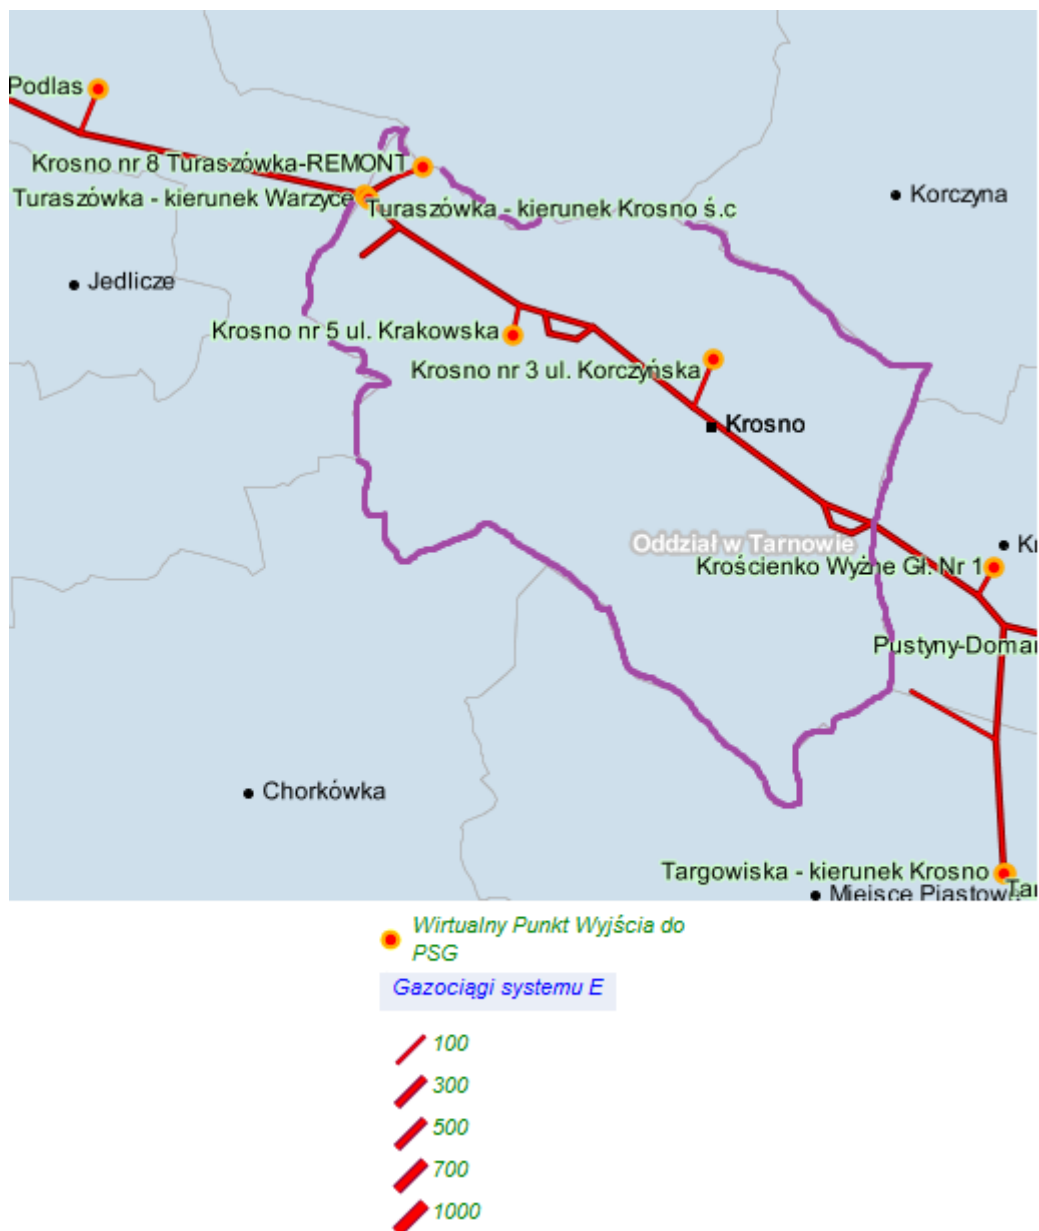 Podlas
Krosno nr 8 Turaszówka-REMONT
Turaszówka - kierunek Warzyce
Turaszówka - kierunek Krosno ś.c
Korczyna
Jedlicze
Krosno nr 5 ul. Krakowska
Krosno nr 3 ul. Korczyńska
Krosno
Oddział w Tarnowie
Krościenko Wyżne Gł. Nr 1
Chorkówka
Targowiska - kierunek Krosno
Wirtualny Punkt Wyjścia do
PSG
Gazociągi systemu E
100
300
500
700
1000